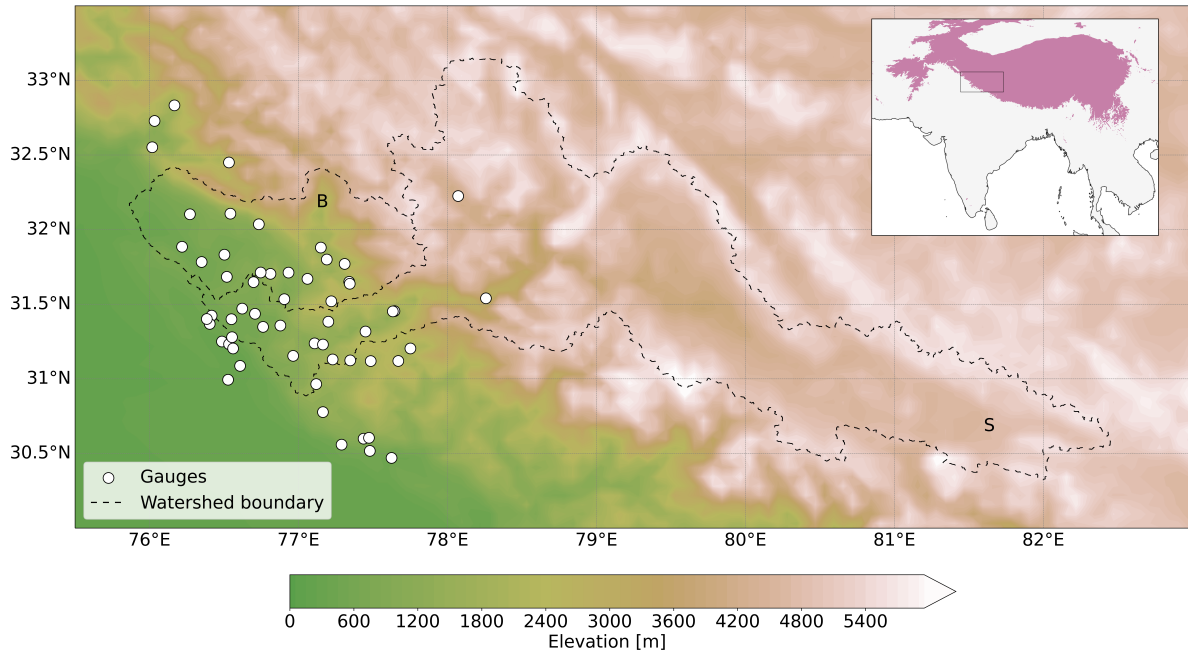 33°N
32.5°N
32°N
31.5°N
31°N
30.5°N
B
S
Gauges
Watershed boundary
76°E 77°E 78°E 79°E 80°E 81°E 82°E
0 600 1200 1800 2400 3000 3600 4200 4800 5400
Elevation [m]